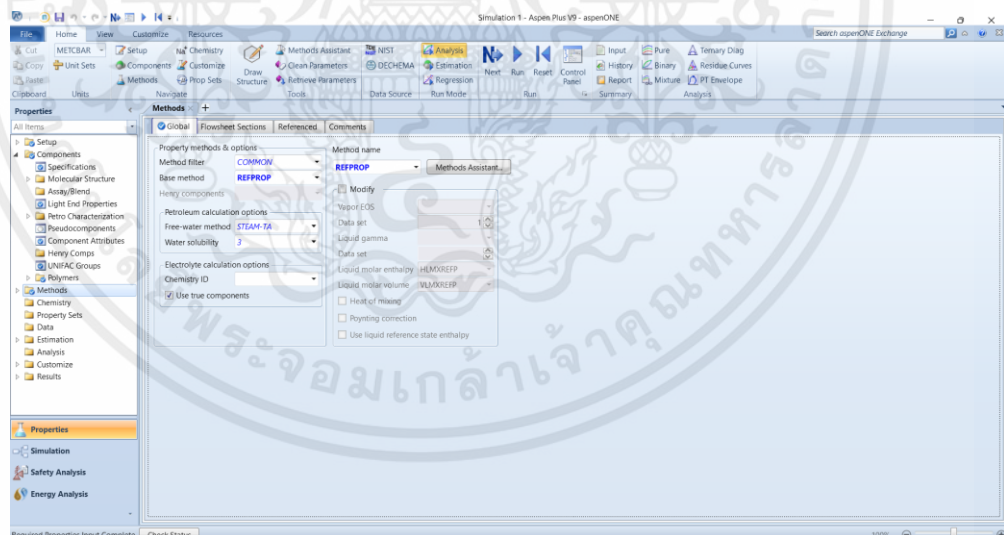 Simulation 1 - Aspen Plus V9 - aspenONE
File Home View Customize Resources Search aspenONE Exchange
Cut METCBAR Setup Chemistry Methods Assistant NIST Analysis Input Pure Ternary Diag
Copy Unit Sets Components Customize Clean Parameters DECHEMA Estimation History Binary Residue Curves
Paste Methods Prop Sets Draw Structure Retrieve Parameters Regression Next Run Reset Control Panel Report Mixture PT Envelope
Clipboard Units Navigate Tools Data Source Run Mode Run Summary Analysis
Properties
All Items
Setup
Components
Specifications
Molecular Structure
Assay/Blend
Light End Properties
Petro Characterization
Pseudocomponents
Component Attributes
Henry Comps
UNIFAC Groups
Polymers
Methods
Chemistry
Property Sets
Data
Estimation
Analysis
Customize
Results
Properties
Simulation
Safety Analysis
Energy Analysis
Methods
Global Flowsheet Sections Referenced Comments
Property methods & options
Method filter COMMON
Base method REFPROP
Henry components
Petroleum calculation options
Free-water method STEAM-TA
Water solubility 3
Electrolyte calculation options
Chemistry ID
Use true components
Method name
REFPROP Methods Assistant...
Modify
Vapor EOS
Data set 1
Liquid gamma
Data set
Liquid molar enthalpy HLMXREFP
Liquid molar volume VLMXREFP
Heat of mixing
Poynting correction
Use liquid reference state enthalpy
Required Properties Input Complete Check Status 100%